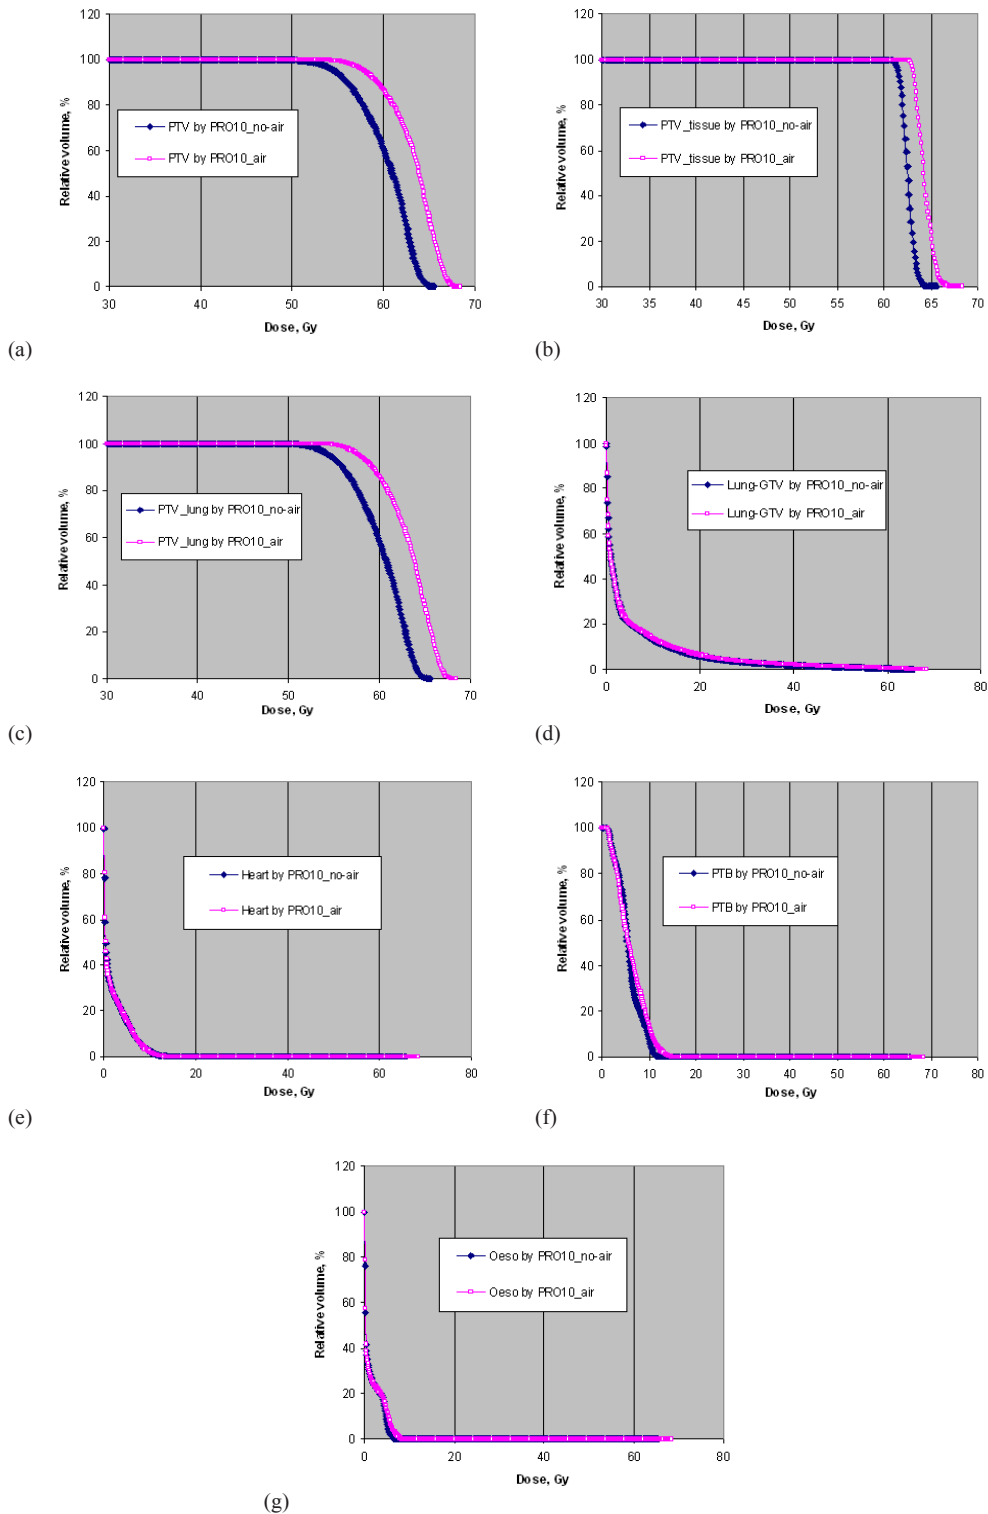 120
100
80
60
40
20
0
30 40 50 60 70
Relative volume, %
Dose, Gy
PTV by PRO10_no-air
PTV by PRO10_air
(a)
120
100
80
60
40
20
0
30 35 40 45 50 55 60 65 70
Relative volume, %
Dose, Gy
PTV_tissue by PRO10_no-air
PTV_tissue by PRO10_air
(b)
120
100
80
60
40
20
0
30 40 50 60 70
Relative volume, %
Dose, Gy
PTV_lung by PRO10_no-air
PTV_lung by PRO10_air
(c)
120
100
80
60
40
20
0
0 20 40 60 80
Relative volume, %
Dose, Gy
Lung-GTV by PRO10_no-air
Lung-GTV by PRO10_air
(d)
120
100
80
60
40
20
0
0 20 40 60 80
Relative volume, %
Dose, Gy
Heart by PRO10_no-air
Heart by PRO10_air
(e)
120
100
80
60
40
20
0
0 10 20 30 40 50 60 70 80
Relative volume, %
Dose, Gy
PTB by PRO10_no-air
PTB by PRO10_air
(f)
120
100
80
60
40
20
0
0 20 40 60 80
Relative volume, %
Dose, Gy
Oeso by PRO10_no-air
Oeso by PRO10_air
(g)